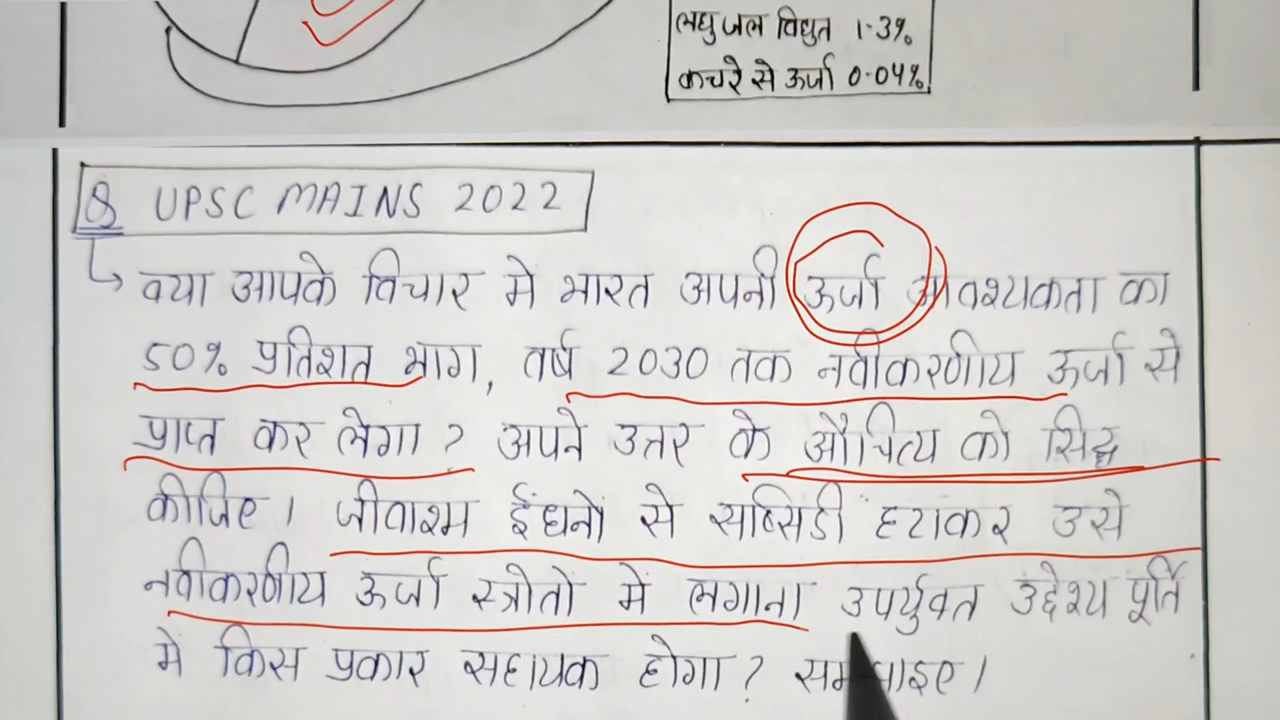 लघु जल विधुत 1.3%
कचरे से ऊर्जा 0.04%
Q UPSC MAINS 2022
क्या आपके विचार मे भारत अपनी ऊर्जा आवश्यकता का
50% प्रतिशत भाग, वर्ष 2030 तक नवीकरणीय ऊर्जा से
प्राप्त कर लेगा? अपने उत्तर के औचित्य को सिद्ध
कीजिए। जीवाश्म ईंधनों से सब्सिडी हटाकर उसे
नवीकरणीय ऊर्जा स्त्रोतों में लगाना उपर्युक्त उद्देश्य पूर्ति
मे किस प्रकार सहायक होगा?